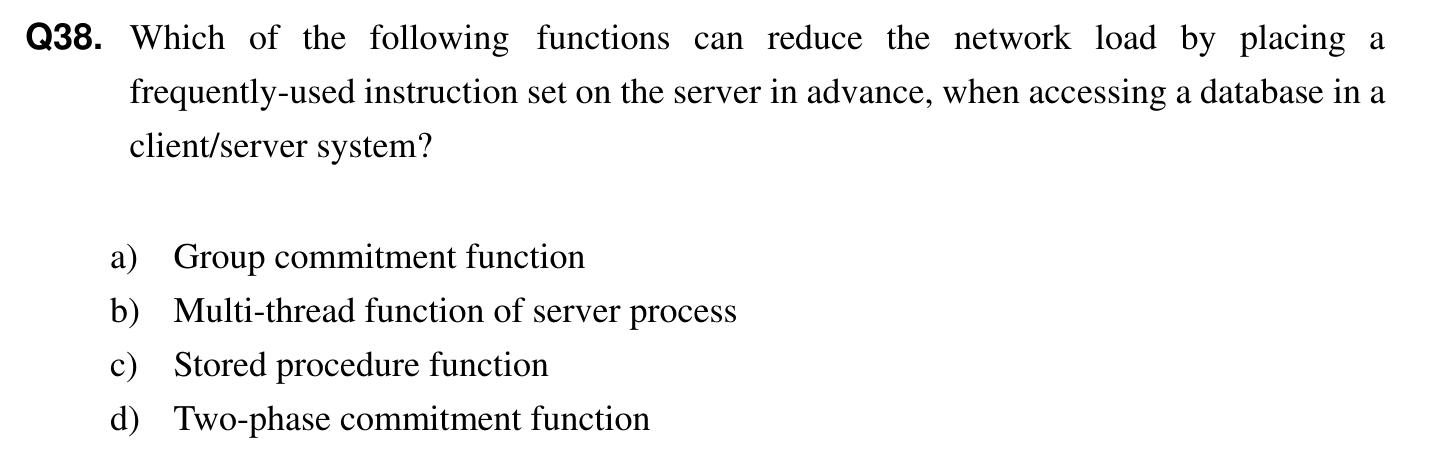 Q38. Which of the following functions can reduce the network load by placing a
frequently-used instruction set on the server in advance, when accessing a database in a
client/server system?
a) Group commitment function
b) Multi-thread function of server process
c) Stored procedure function
d) Two-phase commitment function